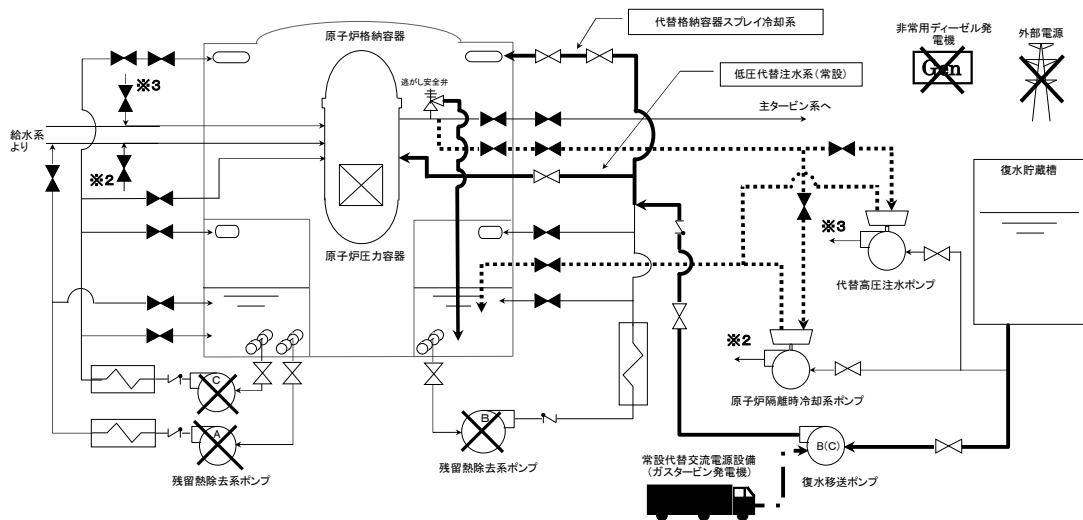 代替格納容器スプレイ冷却系
非常用ディーゼル発
電機
外部電源
Gen
原子炉格納容器
※3
逃がし安全弁
低圧代替注水系(常設)
主タービン系へ
給水系
より
※2
復水貯蔵槽
※3
原子炉圧力容器
代替高圧注水ポンプ
※2
原子炉隔離時冷却系ポンプ
C
A
B
残留熱除去系ポンプ
残留熱除去系ポンプ
常設代替交流電源設備
(ガスタービン発電機)
B(C)
復水移送ポンプ